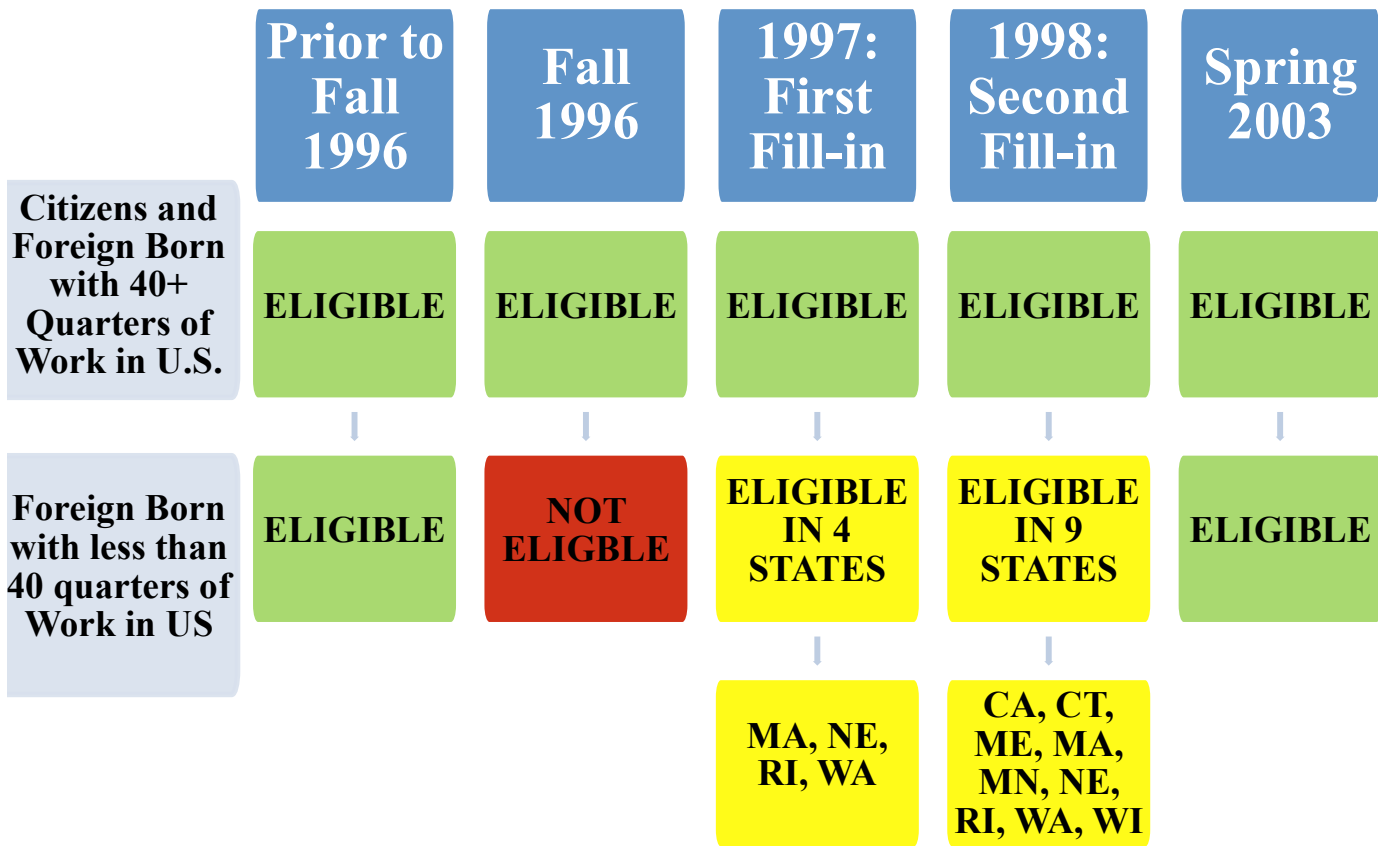 Prior to
Fall
1996
Fall
1996
1997:
First
Fill-in
1998:
Second
Fill-in
Spring
2003
Citizens and
Foreign Born
with 40+
Quarters of
Work in U.S.
ELIGIBLE
ELIGIBLE
ELIGIBLE
ELIGIBLE
ELIGIBLE
Foreign Born
with less than
40 quarters of
Work in US
ELIGIBLE
NOT
ELIGBLE
ELIGIBLE
IN 4
STATES
ELIGIBLE
IN 9
STATES
ELIGIBLE
MA, NE,
RI, WA
CA, CT,
ME, MA,
MN, NE,
RI, WA, WI